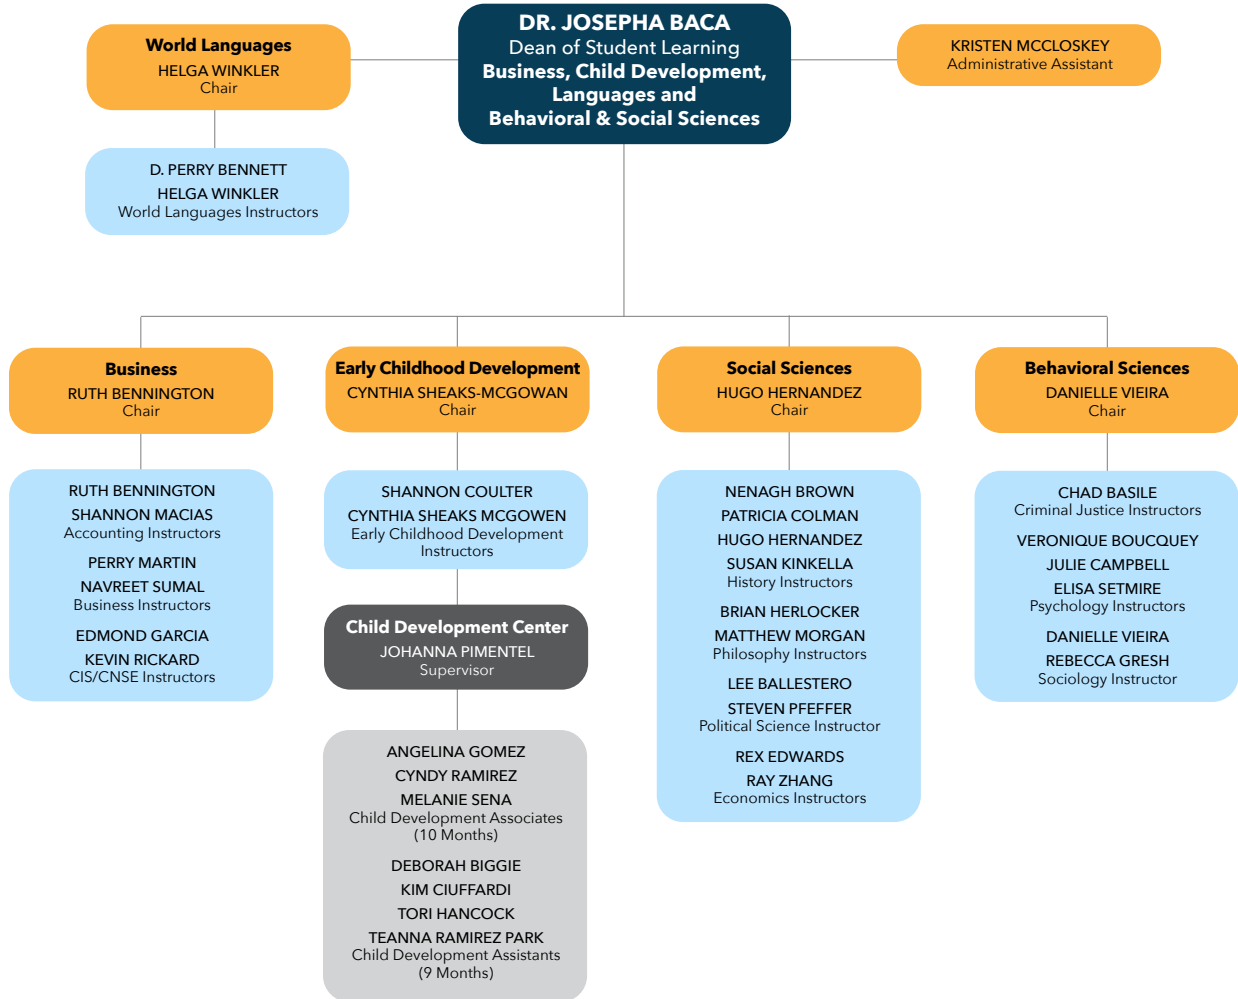 DR. JOSEPHA BACA
Dean of Student Learning
Business, Child Development,
Languages and
Behavioral & Social Sciences
World Languages
HELGA WINKLER
Chair
KRISTEN MCCLOSKEY
Administrative Assistant
D. PERRY BENNETT
HELGA WINKLER
World Languages Instructors
Business
RUTH BENNINGTON
Chair
RUTH BENNINGTON
SHANNON MACIAS
Accounting Instructors
PERRY MARTIN
NAVREET SUMAL
Business Instructors
EDMOND GARCIA
KEVIN RICKARD
CIS/CNSE Instructors
Early Childhood Development
CYNTHIA SHEAKS-MCGOWAN
Chair
SHANNON COULTER
CYNTHIA SHEAKS MCGOWEN
Early Childhood Development
Instructors
Child Development Center
JOHANNA PIMENTEL
Supervisor
ANGELINA GOMEZ
CYNDY RAMIREZ
MELANIE SENA
Child Development Associates
(10 Months)
DEBORAH BIGGIE
KIM CIUFFARDI
TORI HANCOCK
TEANNA RAMIREZ PARK
Child Development Assistants
(9 Months)
Social Sciences
HUGO HERNANDEZ
Chair
NENAGH BROWN
PATRICIA COLMAN
HUGO HERNANDEZ
SUSAN KINKELLA
History Instructors
BRIAN HERLOCKER
MATTHEW MORGAN
Philosophy Instructors
LEE BALLESTERO
STEVEN PFEFFER
Political Science Instructor
REX EDWARDS
RAY ZHANG
Economics Instructors
Behavioral Sciences
DANIELLE VIEIRA
Chair
CHAD BASILE
Criminal Justice Instructors
VERONIQUE BOUCQUEY
JULIE CAMPBELL
ELISA SETMIRE
Psychology Instructors
DANIELLE VIEIRA
REBECCA GRESH
Sociology Instructor